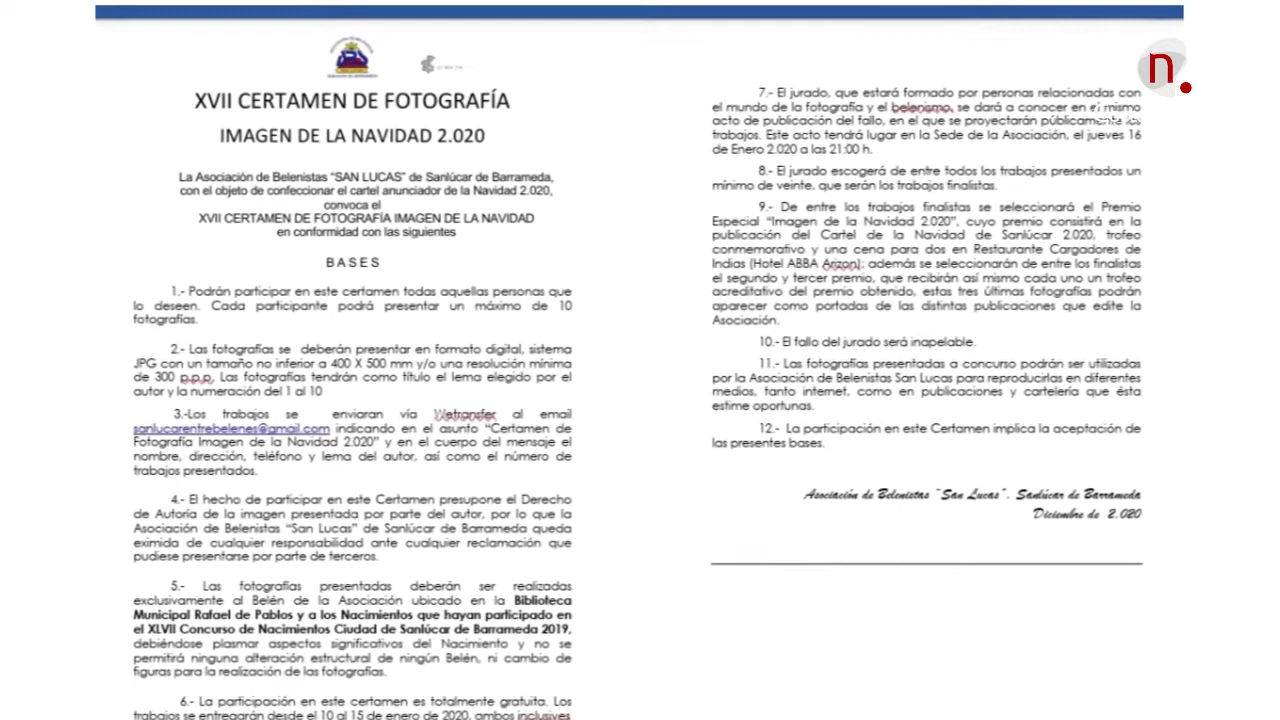 XVII CERTAMEN DE FOTOGRAFÍA
IMAGEN DE LA NAVIDAD 2.020
La Asociación de Belenistas "SAN LUCAS" de Sanlúcar de Barrameda,
con el objeto de confeccionar el cartel anunciador de la Navidad 2.020,
convoca el
XVII CERTAMEN DE FOTOGRAFÍA IMAGEN DE LA NAVIDAD
en conformidad con las siguientes
B A S E S
1.- Podrán participar en este certamen todas aquellas personas que
lo deseen. Cada participante podrá presentar un máximo de 10
fotografías.
2.- Las fotografías se deberán presentar en formato digital, sistema
JPG con un tamaño no inferior a 400 X 500 mm y/o una resolución mínima
de 300 p.p.p. Las fotografías tendrán como título el lema elegido por el
autor y la numeración del 1 al 10
3.-Los trabajos se enviaran vía Wetransfer al email
sanlucarentrebelenes@gmail.com indicando en el asunto "Certamen de
Fotografía Imagen de la Navidad 2.020" y en el cuerpo del mensaje el
nombre, dirección, teléfono y lema del autor, así como el número de
trabajos presentados.
4.- El hecho de participar en este Certamen presupone el Derecho
de Autoría de la imagen presentada por parte del autor, por lo que la
Asociación de Belenistas "San Lucas" de Sanlúcar de Barrameda queda
eximida de cualquier responsabilidad ante cualquier reclamación que
pudiese presentarse por parte de terceros.
5.- Las fotografías presentadas deberán ser realizadas
exclusivamente al Belén de la Asociación ubicado en la Biblioteca
Municipal Rafael de Pablos y a los Nacimientos que hayan participado en
el XLVII Concurso de Nacimientos Ciudad de Sanlúcar de Barrameda 2019,
debiéndose plasmar aspectos significativos del Nacimiento y no se
permitirá ninguna alteración estructural de ningún Belén, ni cambio de
figuras para la realización de las fotografías.
6.- La participación en este certamen es totalmente gratuita. Los
trabajos se entregarán desde el 10 al 15 de enero de 2020, ambos inclusives
n.
7.- El jurado, que estará formado por personas relacionadas con
el mundo de la fotografía y el belenismo, se dará a conocer en el mismo
acto de publicación del fallo, en el que se proyectarán públicamente los
trabajos. Este acto tendrá lugar en la Sede de la Asociación, el jueves 16
de Enero 2.020 a las 21:00 h.
8.- El jurado escogerá de entre todos los trabajos presentados un
mínimo de veinte, que serán los trabajos finalistas.
9.- De entre los trabajos finalistas se seleccionará el Premio
Especial "Imagen de la Navidad 2.020", cuyo premio consistirá en la
publicación del Cartel de la Navidad de Sanlúcar 2.020, trofeo
conmemorativo y una cena para dos en Restaurante Cargadores de
Indias (Hotel ABBA Arizon); además se seleccionarán de entre los finalistas
el segundo y tercer premio, que recibirán así mismo cada uno un trofeo
acreditativo del premio obtenido, estas tres últimas fotografías podrán
aparecer como portadas de las distintas publicaciones que edite la
Asociación.
10.- El fallo del jurado será inapelable.
11.- Las fotografías presentadas a concurso podrán ser utilizadas
por la Asociación de Belenistas San Lucas para reproducirlas en diferentes
medios, tanto internet, como en publicaciones y cartelería que ésta
estime oportunas.
12.- La participación en este Certamen implica la aceptación de
las presentes bases.
Asociación de Belenistas "San Lucas". Sanlúcar de Barrameda
Diciembre de 2.020